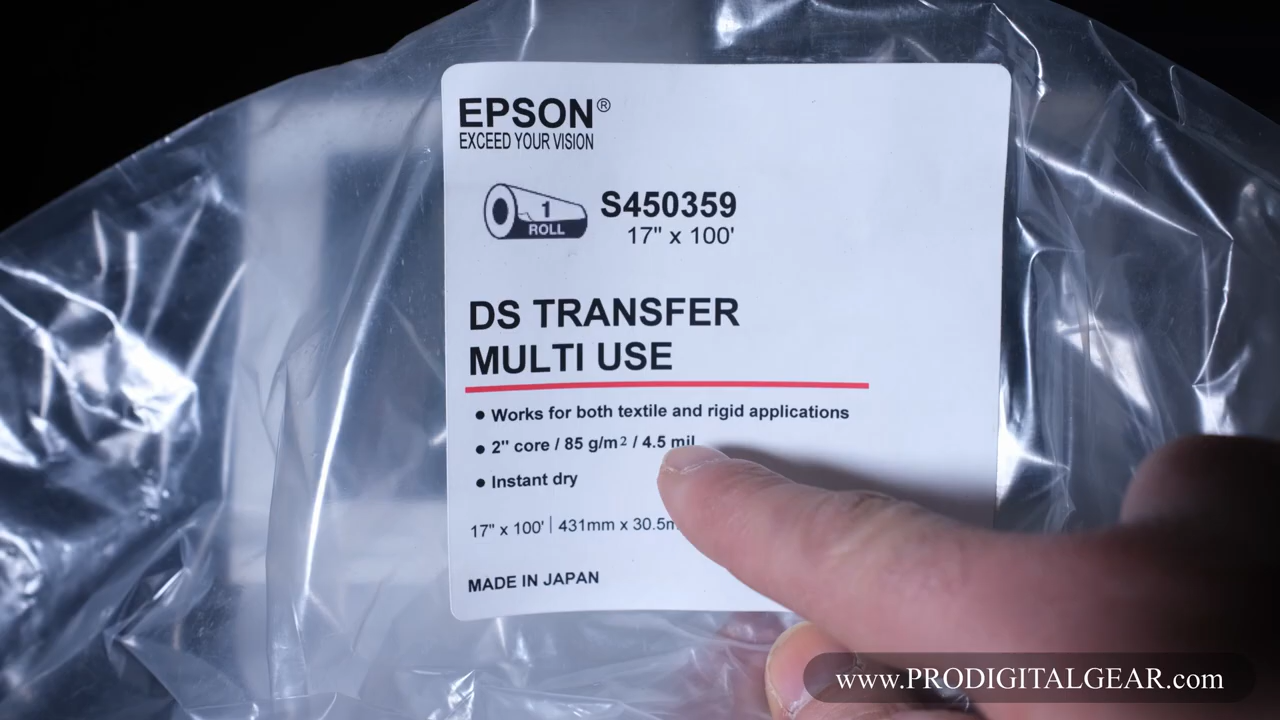 EPSON®
EXCEED YOUR VISION
1
ROLL
S450359
17" x 100'
DS TRANSFER
MULTI USE
● Works for both textile and rigid applications
● 2" core / 85 g/m² / 4.5 mil
● Instant dry
17" x 100' | 431mm x 30.5m
MADE IN JAPAN
www.PRODIGITALGEAR.com